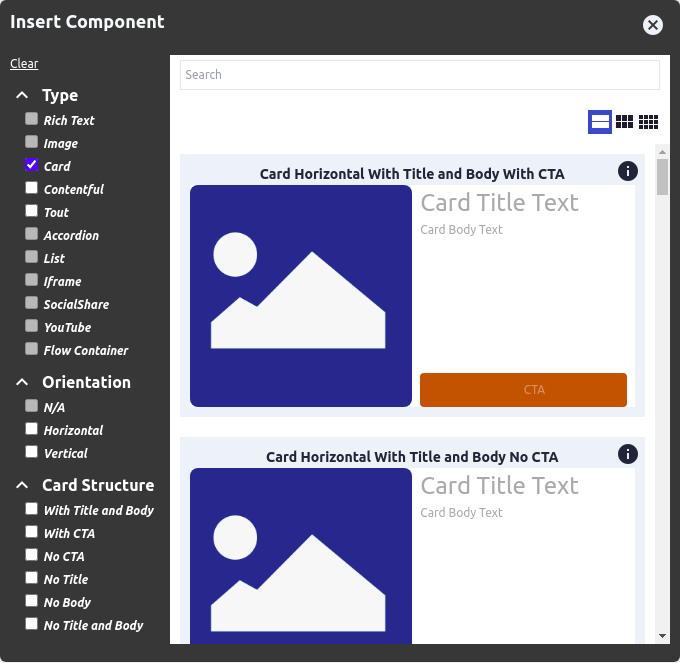 Insert Component
Clear
Type
Rich Text
Image
Card
Contentful
Tout
Accordion
List
Iframe
SocialShare
YouTube
Flow Container
Orientation
N/A
Horizontal
Vertical
Card Structure
With Title and Body
With CTA
No CTA
No Title
No Body
No Title and Body
Search
Card Horizontal With Title and Body With CTA
Card Title Text
Card Body Text
CTA
Card Horizontal With Title and Body No CTA
Card Title Text
Card Body Text